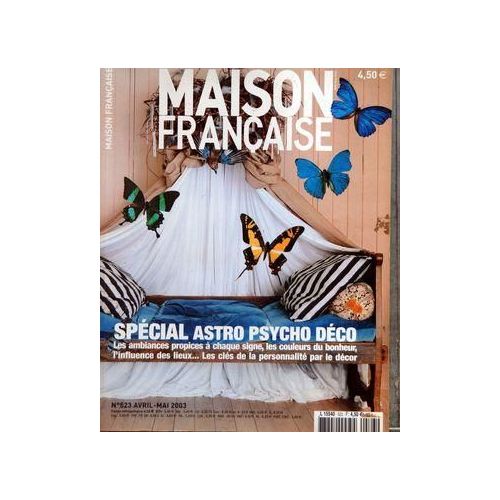 MAISON FRANÇAISE
4,50 €
MAISON
FRANÇAISE
SPÉCIAL ASTRO PSYCHO DÉCO
Les ambiances propices à chaque signe, les couleurs du bonheur,
l'influence des lieux... Les clés de la personnalité par le décor
N°523 AVRIL-MAI 2003